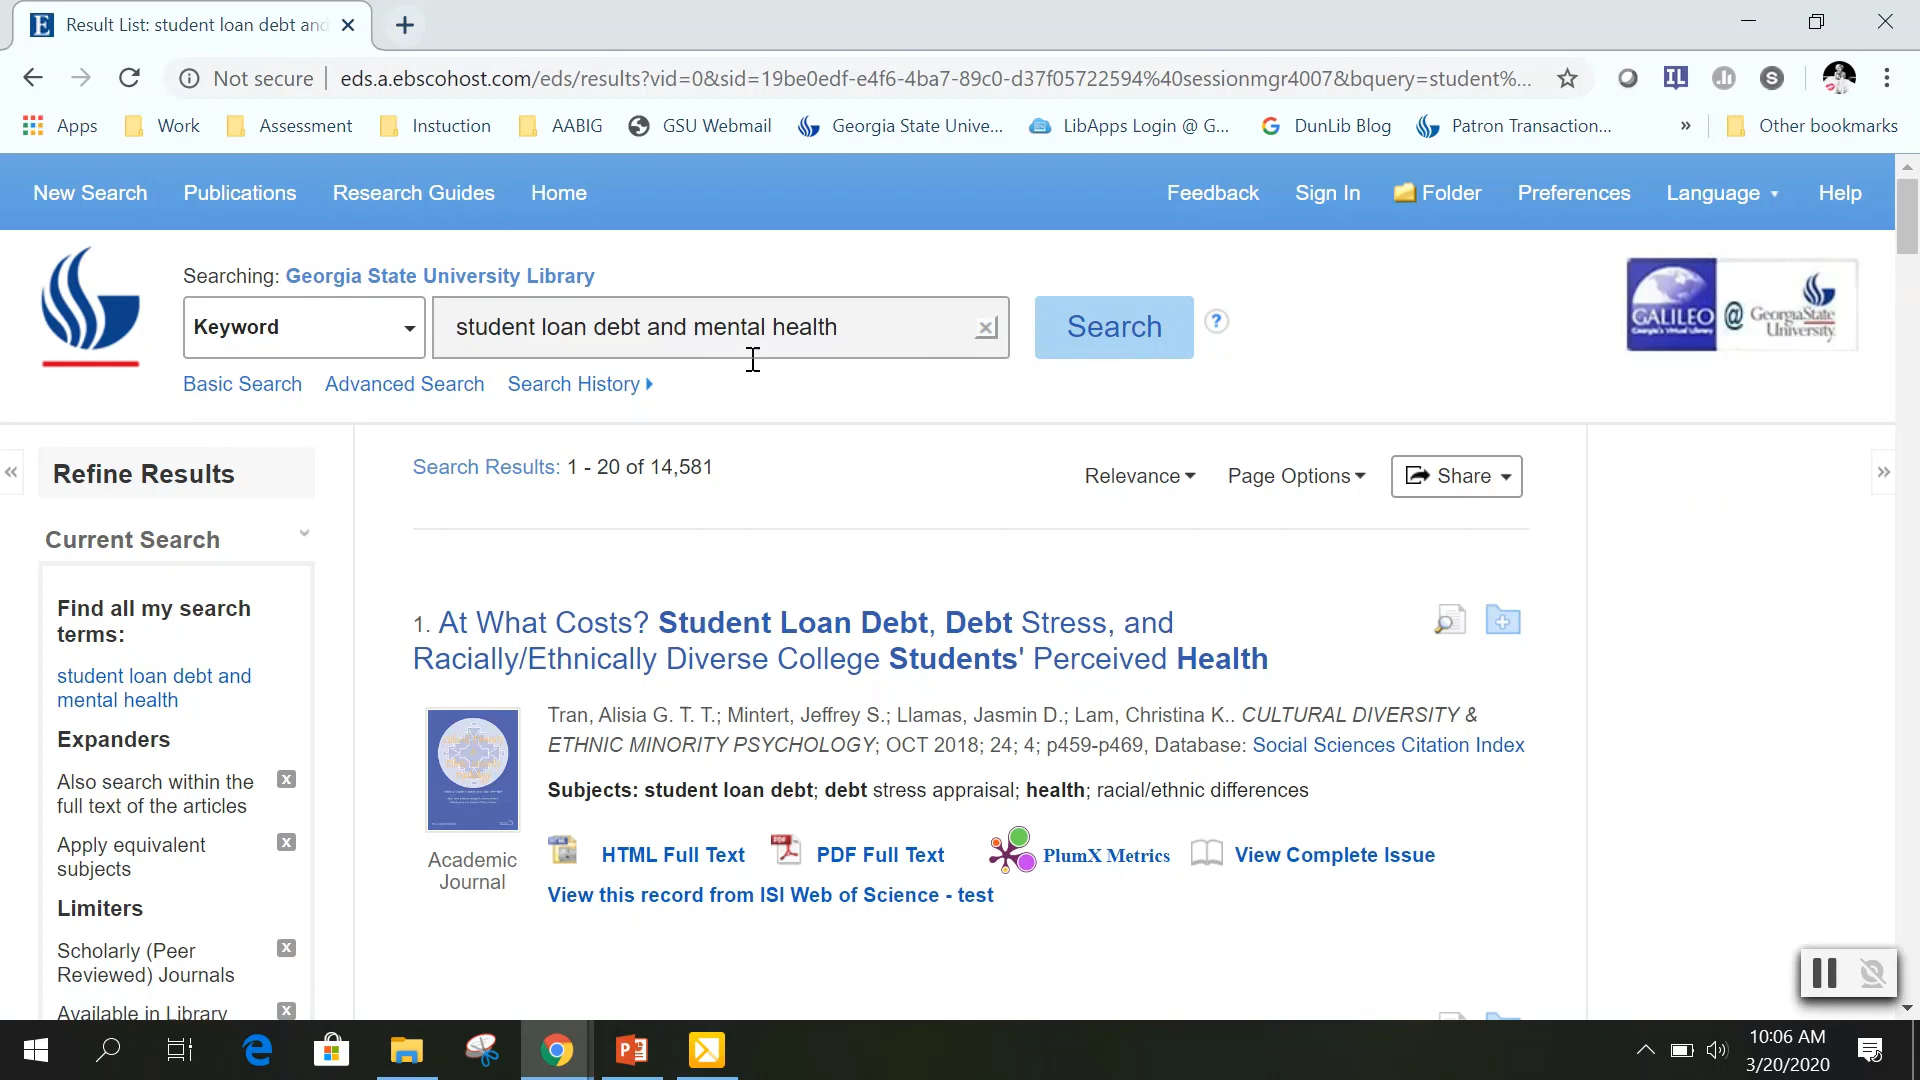 Result List: student loan debt and
Not secure | eds.a.ebscohost.com/eds/results?vid=0&sid=19be0edf-e4f6-4ba7-89c0-d37f05722594%40sessionmgr4007&bquery=student%...
IL
S
Apps
Work
Assessment
Instuction
AABIG
GSU Webmail
Georgia State Unive...
LibApps Login @ G...
DunLib Blog
Patron Transaction...
»
Other bookmarks
New Search
Publications
Research Guides
Home
Feedback
Sign In
Folder
Preferences
Language
Help
Searching: Georgia State University Library
Keyword
student loan debt and mental health
Search
?
GALILEO
Georgia's Virtual Library
@
GeorgiaState
University
Basic Search
Advanced Search
Search History
«
Refine Results
Search Results: 1 - 20 of 14,581
Relevance
Page Options
Share
»
Current Search
Find all my search
terms:
student loan debt and
mental health
Expanders
Also search within the
full text of the articles
Apply equivalent
subjects
Limiters
Scholarly (Peer
Reviewed) Journals
Available in Library
1. At What Costs? Student Loan Debt, Debt Stress, and
Racially/Ethnically Diverse College Students' Perceived Health
Tran, Alisia G. T. T.; Mintert, Jeffrey S.; Llamas, Jasmin D.; Lam, Christina K.. CULTURAL DIVERSITY &
ETHNIC MINORITY PSYCHOLOGY; OCT 2018; 24; 4; p459-p469, Database: Social Sciences Citation Index
Subjects: student loan debt; debt stress appraisal; health; racial/ethnic differences
Academic
Journal
HTML Full Text
PDF Full Text
PlumX Metrics
View Complete Issue
View this record from ISI Web of Science - test
10:06 AM
3/20/2020